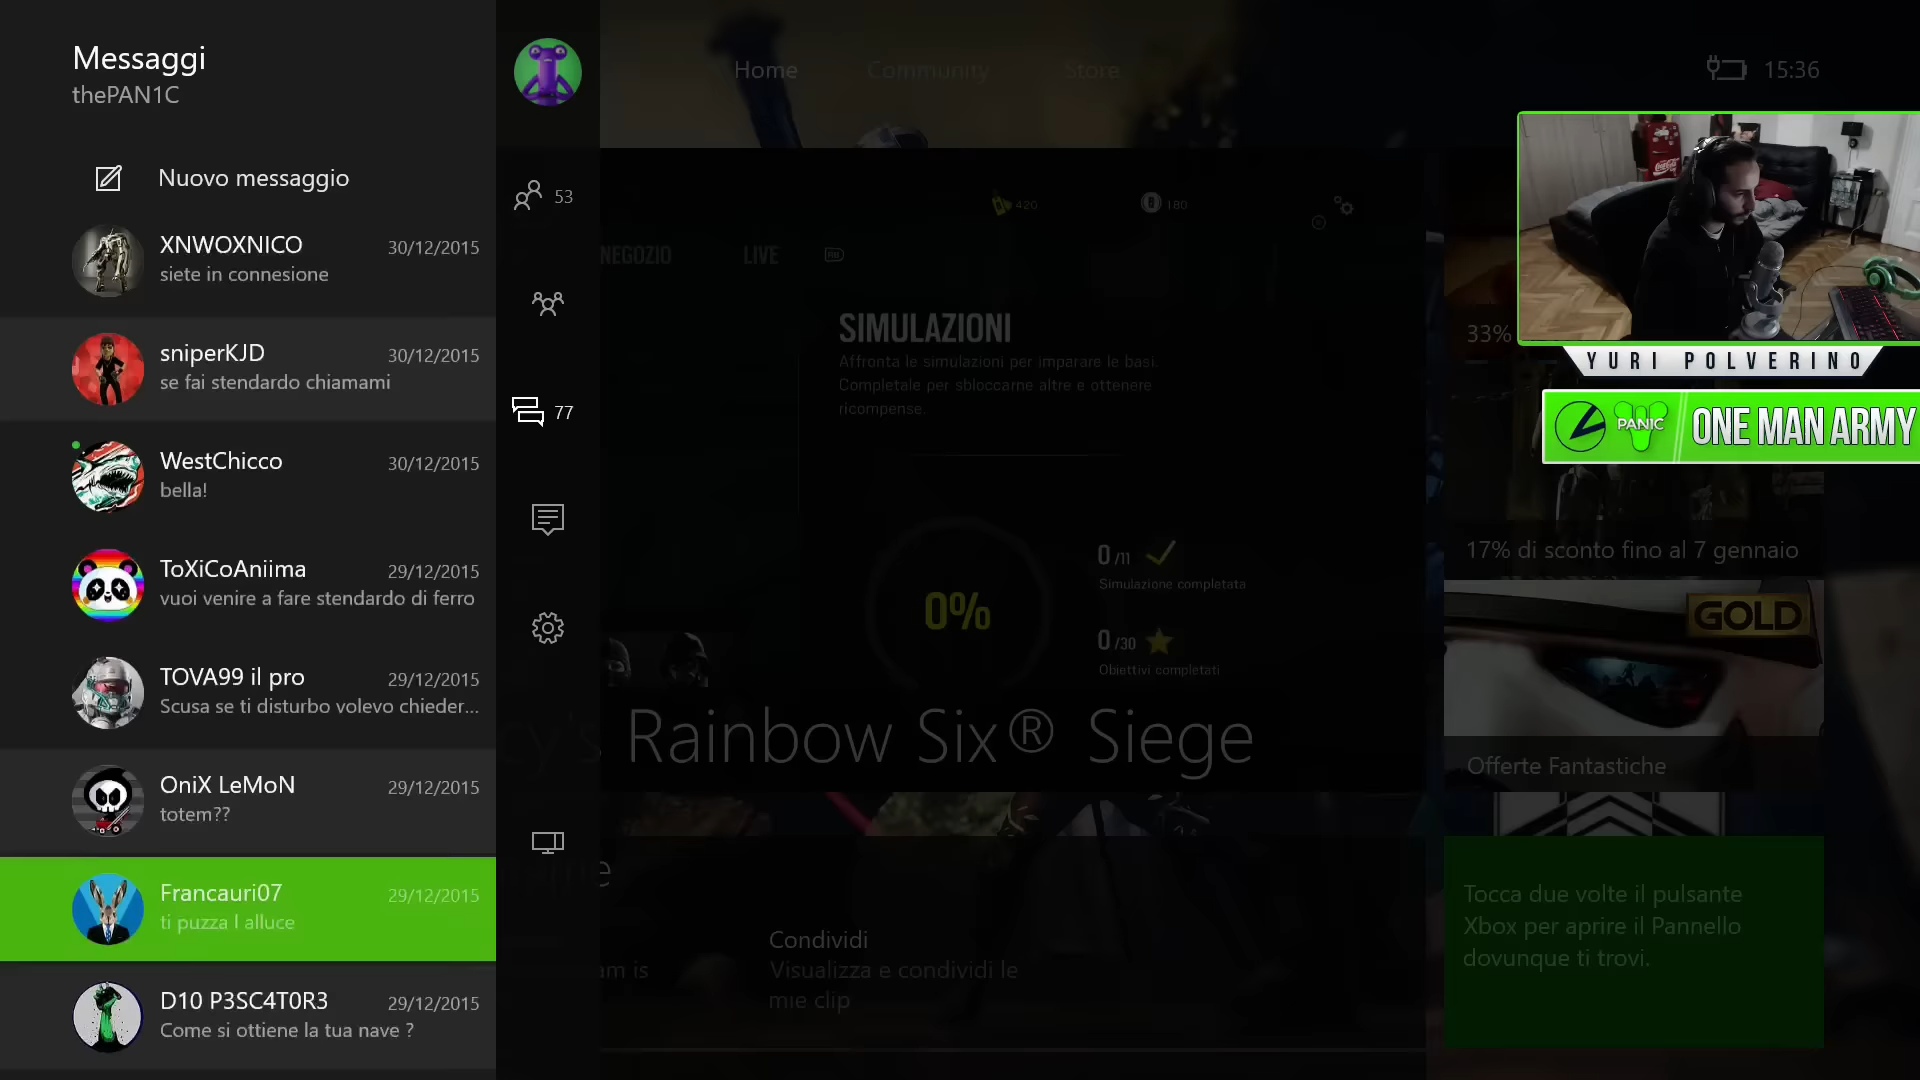 Messaggi
thePAN1C
Nuovo messaggio
XNWOXNICO 30/12/2015
siete in connesione
sniperKJD 30/12/2015
se fai stendardo chiamami
WestChicco 30/12/2015
bella!
ToXiCoAniima 29/12/2015
vuoi venire a fare stendardo di ferro
TOVA99 il pro 29/12/2015
Scusa se ti disturbo volevo chieder...
OniX LeMoN 29/12/2015
totem??
Francauri07 29/12/2015
ti puzza l alluce
D10 P3SC4T0R3 29/12/2015
Come si ottiene la tua nave ?
53
77
Home Community Store
15:36
420 180
NEGOZIO LIVE
SIMULAZIONI
Affronta le simulazioni per imparare le basi.
Completale per sbloccarne altre e ottenere
ricompense.
0%
0 /11
Simulazione completata
0 /30
Obiettivi completati
cy's Rainbow Six® Siege
Condividi
Visualizza e condividi le
mie clip
am is
33%
YURI POLVERINO
PANIC ONE MAN ARMY
17% di sconto fino al 7 gennaio
GOLD
Offerte Fantastiche
Tocca due volte il pulsante
Xbox per aprire il Pannello
dovunque ti trovi.